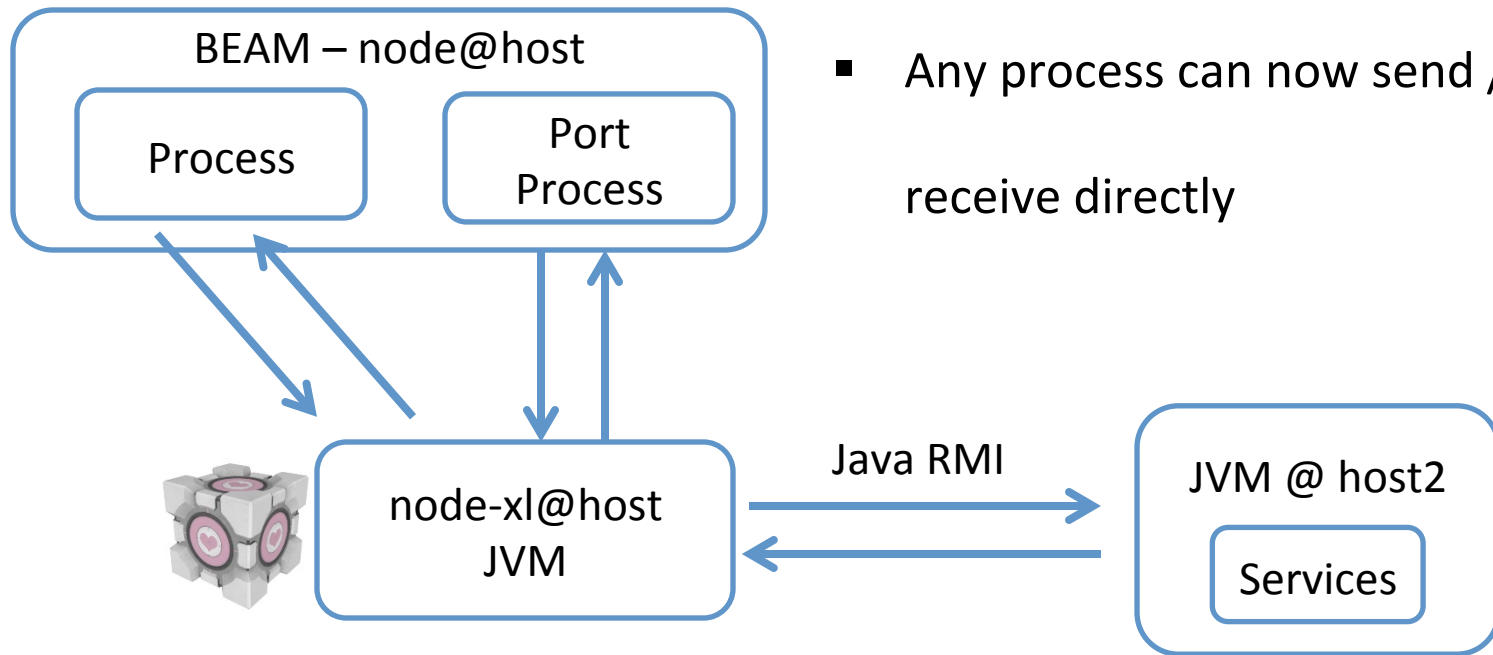 BEAM – node@host
Process
Port
Process
▪ Any process can now send /
receive directly
node-xl@host
JVM
Java RMI
JVM @ host2
Services